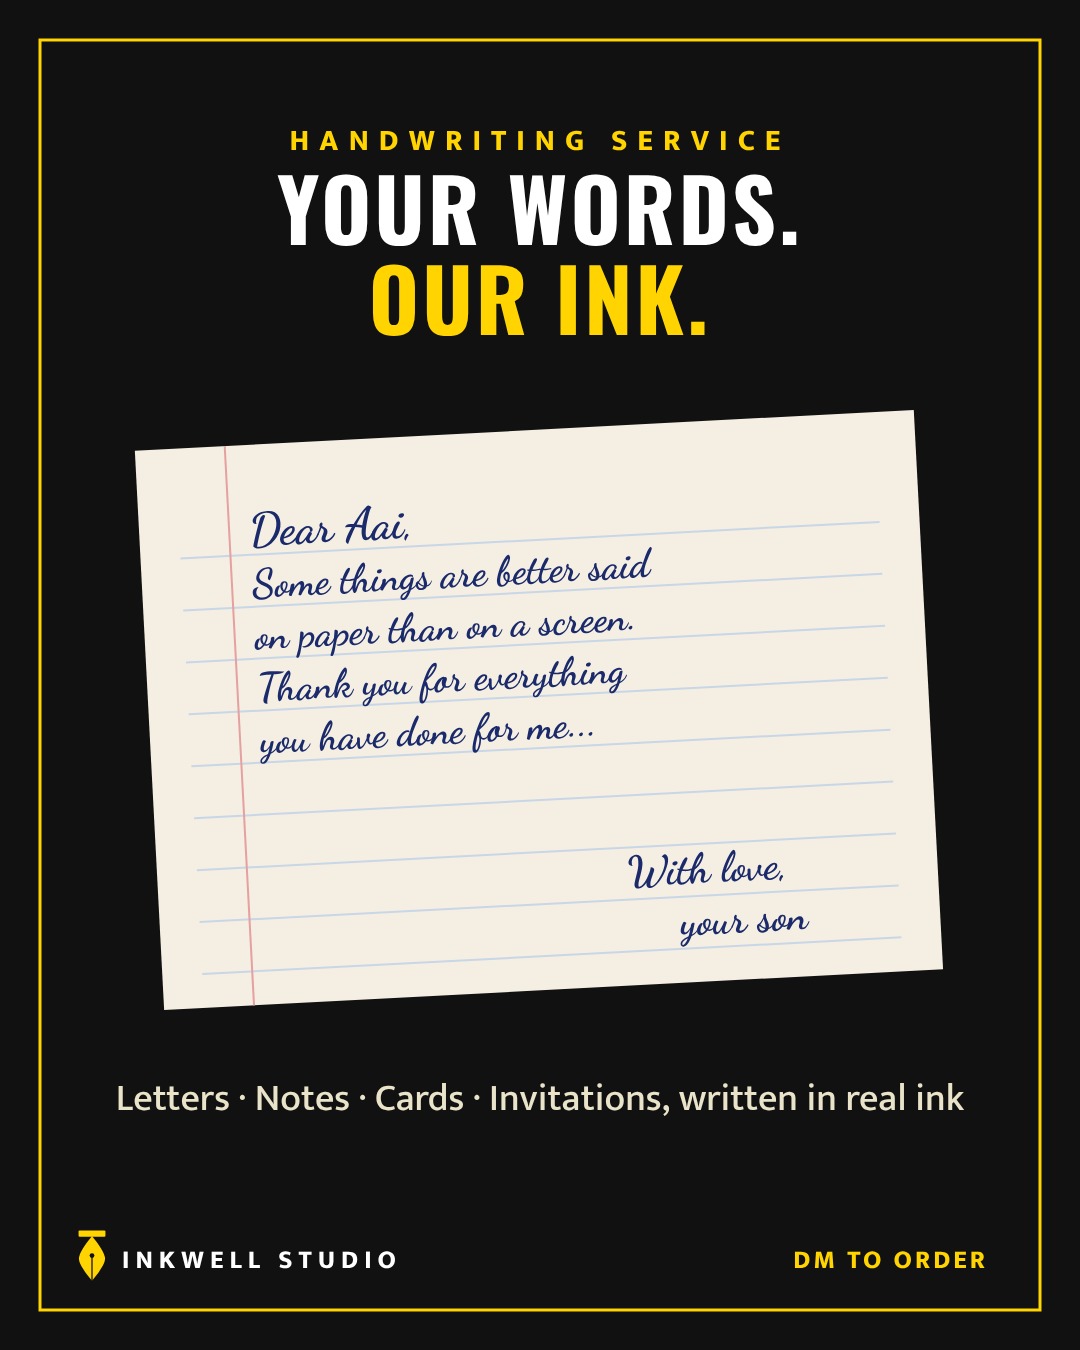 HANDWRITING SERVICE
YOUR WORDS.
OUR INK.
Dear Aai,
Some things are better said
on paper than on a screen.
Thank you for everything
you have done for me...
With love,
your son
Letters · Notes · Cards · Invitations, written in real ink
INKWELL STUDIO
DM TO ORDER